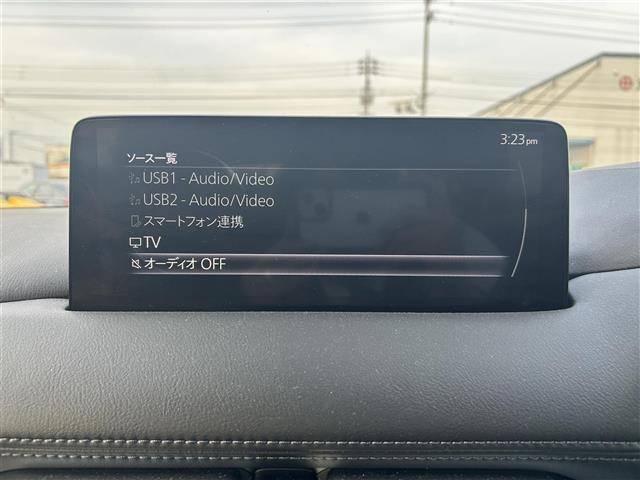 3:23pm
ソース一覧
USB1 - Audio/Video
USB2 - Audio/Video
スマートフォン連携
TV
オーディオ OFF